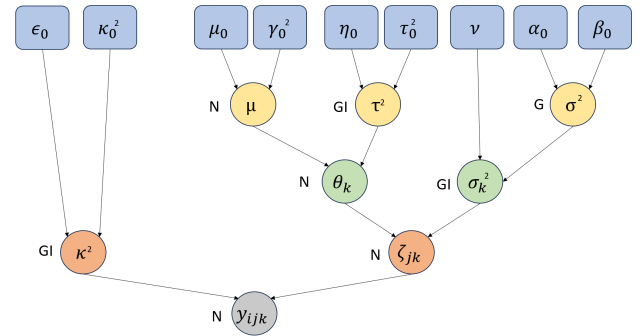 ϵ₀ κ₀² μ₀ γ₀² η₀ τ₀² ν α₀ β₀
N μ GI τ² G σ²
N θₖ GI σₖ²
GI κ² N ζⱼₖ
N yᵢⱼₖ